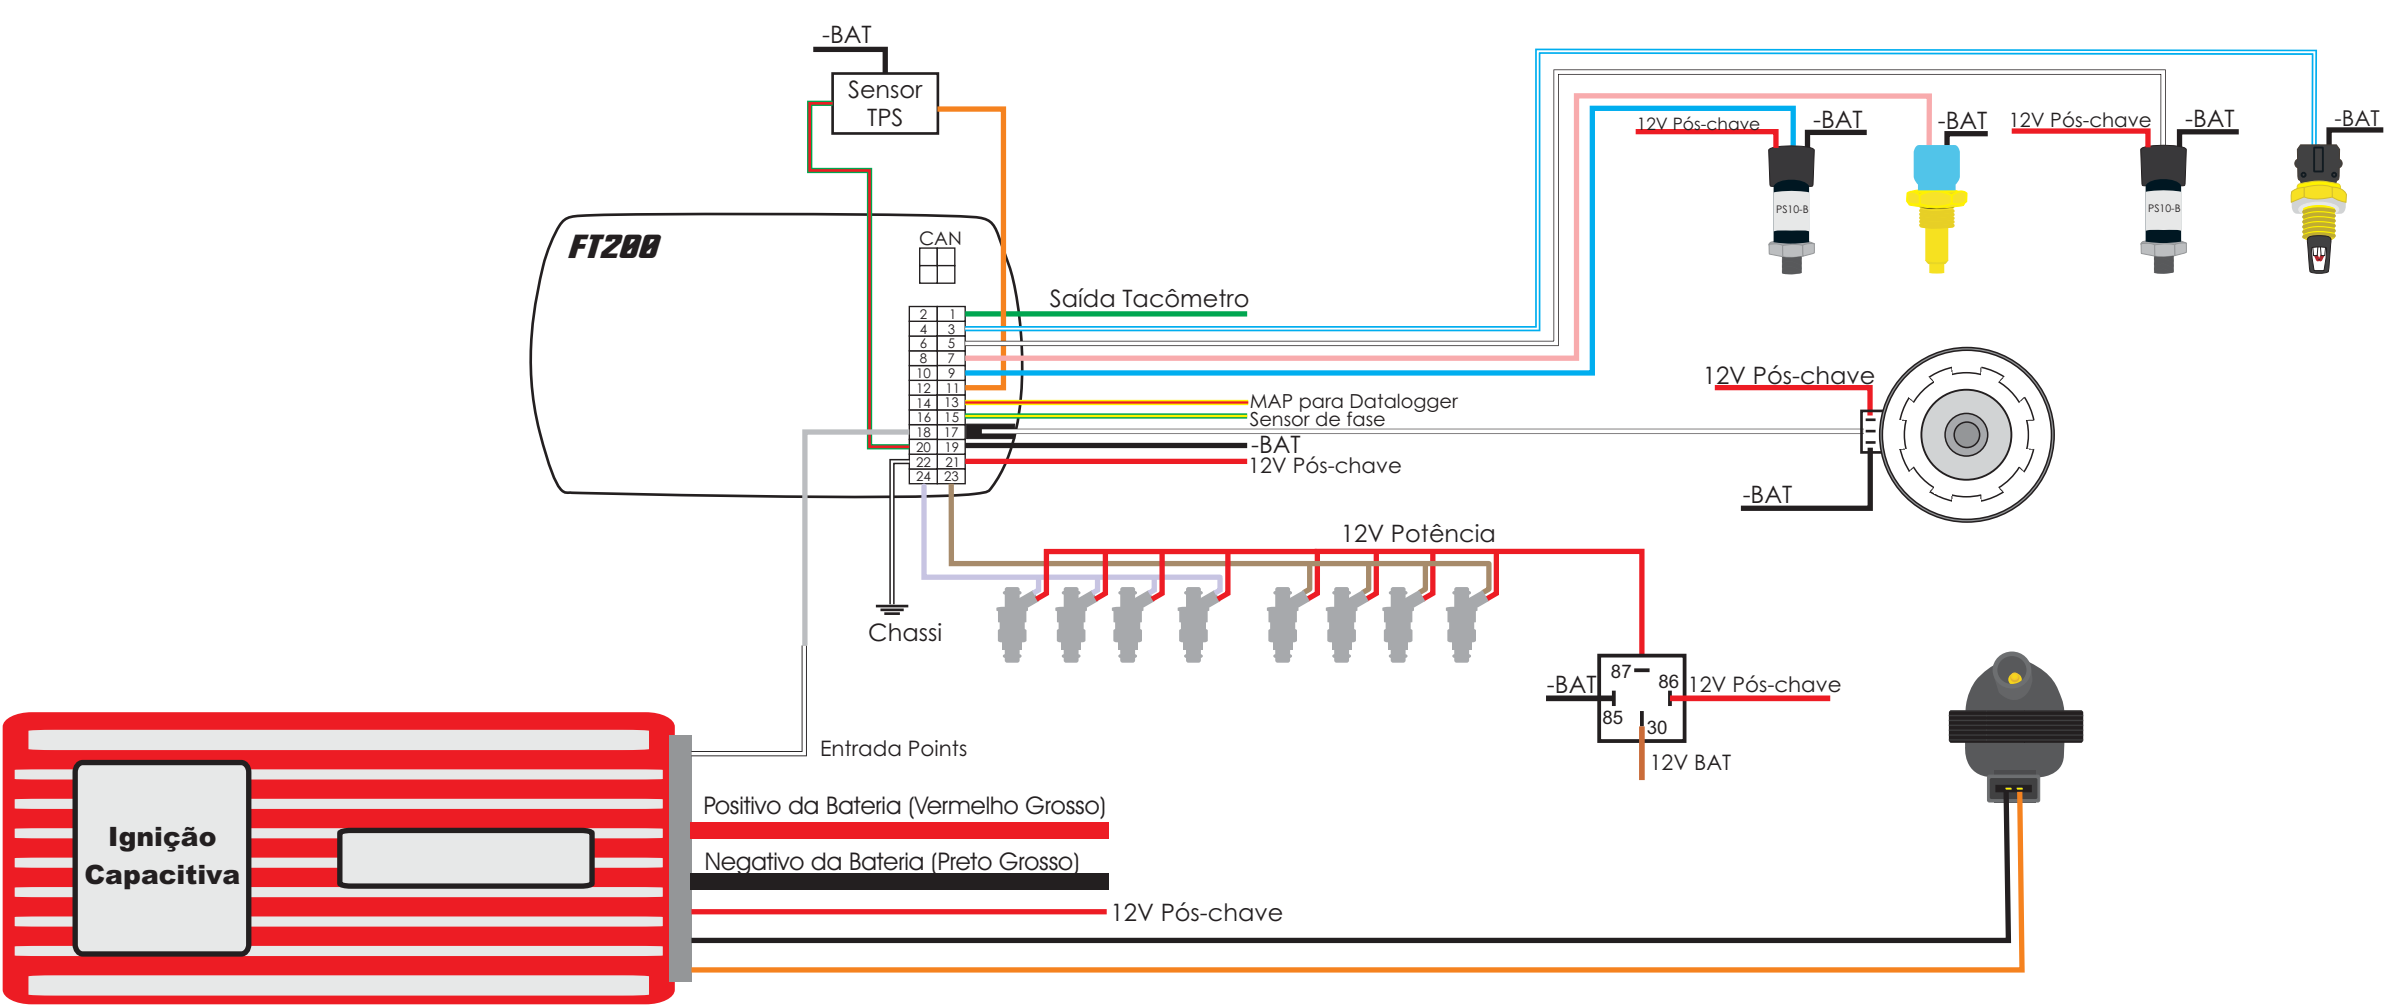 -BAT
Sensor
TPS
12V Pós-chave
-BAT
-BAT
12V Pós-chave
-BAT
-BAT
PS10-B
PS10-B
FT200
CAN
Saída Tacômetro
2 1
4 3
6 5
8 7
10 9
12 11
14 13
16 15
18 17
20 19
22 21
24 23
MAP para Datalogger
Sensor de fase
-BAT
12V Pós-chave
12V Pós-chave
-BAT
12V Potência
Chassi
87
86
85
30
-BAT
12V Pós-chave
12V BAT
Entrada Points
Positivo da Bateria (Vermelho Grosso)
Negativo da Bateria (Preto Grosso)
12V Pós-chave
Ignição
Capacitiva